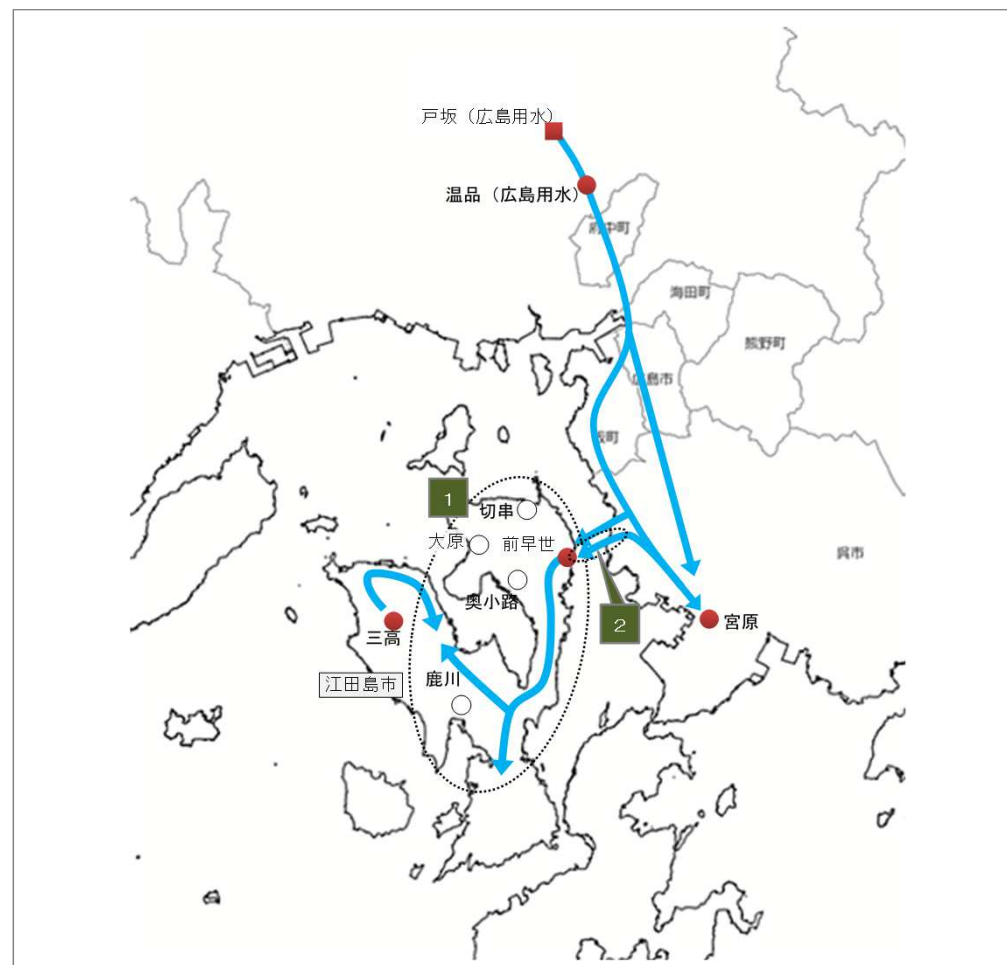 戸坂（広島用水）
温品（広島用水）
府中町
海田町
熊野町
広島市
坂町
1
切串
大原
前早世
呉市
奥小路
2
宮原
三高
鹿川
江田島市